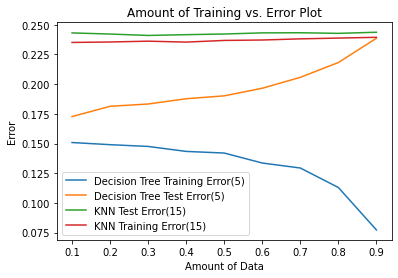 Amount of Training vs. Error Plot
0.250
0.225
0.200
0.175
0.150
0.125
0.100
0.075
Error
Decision Tree Training Error(5)
Decision Tree Test Error(5)
KNN Test Error(15)
KNN Training Error(15)
0.1 0.2 0.3 0.4 0.5 0.6 0.7 0.8 0.9
Amount of Data